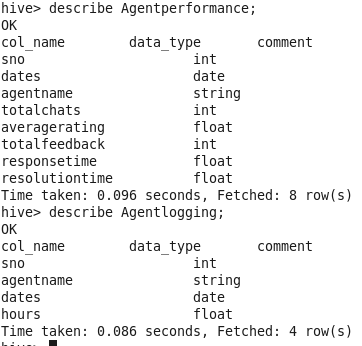 hive> describe Agentperformance;
OK
col_name        data_type       comment
sno                     int
dates                   date
agentname               string
totalchats              int
averagerating           float
totalfeedback           int
responsetime            float
resolutiontime          float
Time taken: 0.096 seconds, Fetched: 8 row(s)
hive> describe Agentlogging;
OK
col_name        data_type       comment
sno                     int
agentname               string
dates                   date
hours                   float
Time taken: 0.086 seconds, Fetched: 4 row(s)
hive>